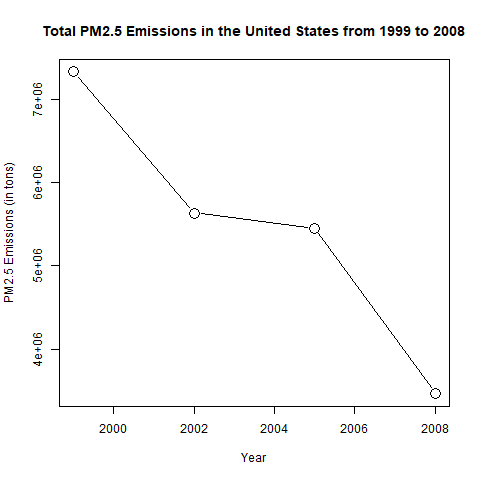 Total PM2.5 Emissions in the United States from 1999 to 2008
PM2.5 Emissions (in tons)
7e+06
6e+06
5e+06
4e+06
2000 2002 2004 2006 2008
Year